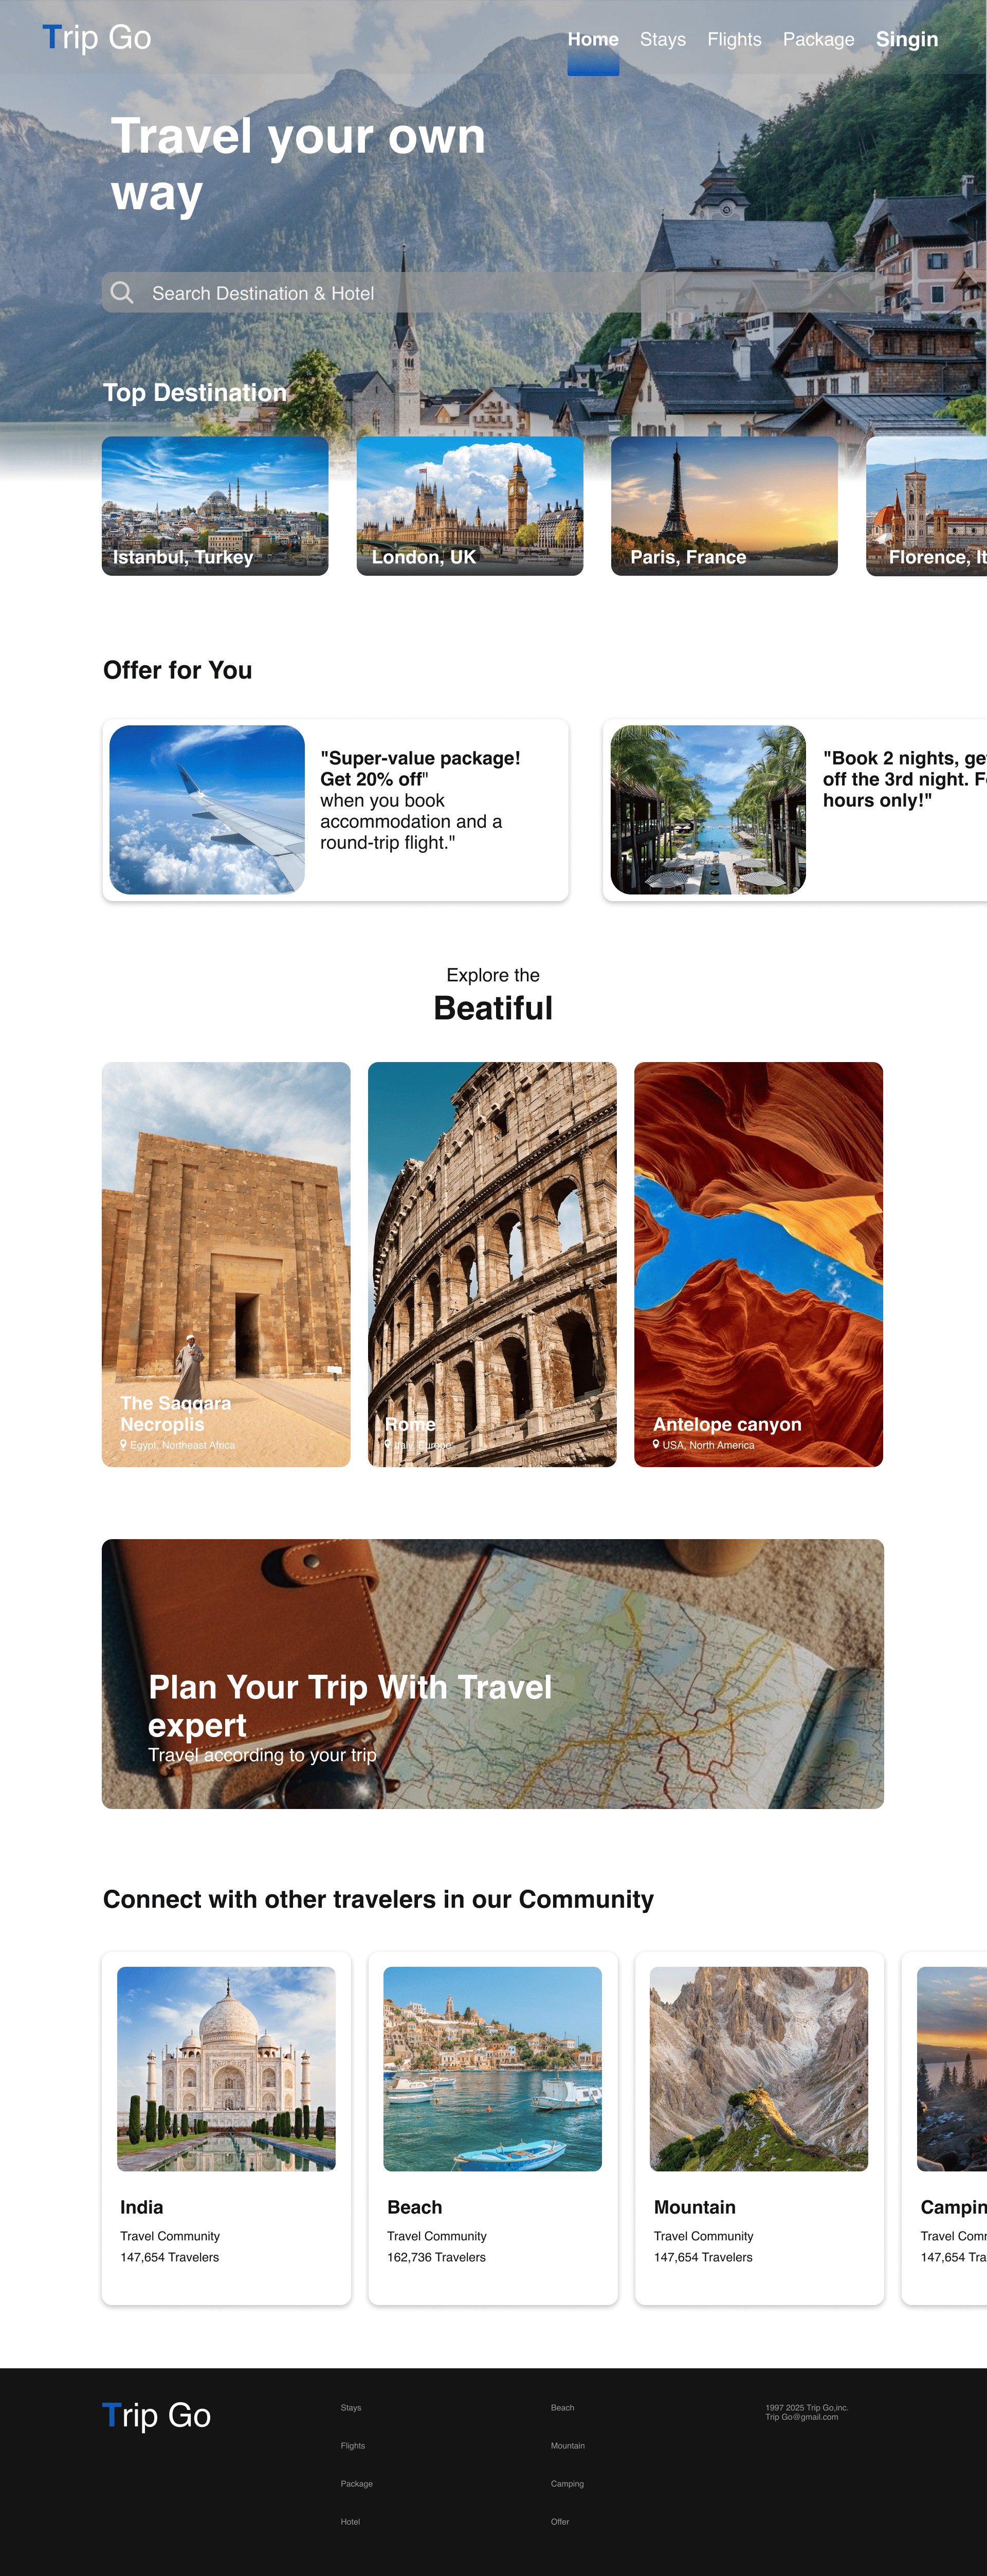 Trip Go
Home Stays Flights Package Singin
Travel your own
way
Search Destination & Hotel
Top Destination
Istanbul, Turkey
London, UK
Paris, France
Florence, It
Offer for You
"Super-value package!
Get 20% off"
when you book
accommodation and a
round-trip flight."
"Book 2 nights, ge
off the 3rd night. F
hours only!"
Explore the
Beatiful
The Saqqara
Necroplis
Egypt, Northeast Africa
Rome
Italy, Europe
Antelope canyon
USA, North America
Plan Your Trip With Travel
expert
Travel according to your trip
Connect with other travelers in our Community
India
Travel Community
147,654 Travelers
Beach
Travel Community
162,736 Travelers
Mountain
Travel Community
147,654 Travelers
Campin
Travel Comm
147,654 Tra
Trip Go
Stays
Flights
Package
Hotel
Beach
Mountain
Camping
Offer
1997 2025 Trip Go,inc.
Trip Go@gmail.com